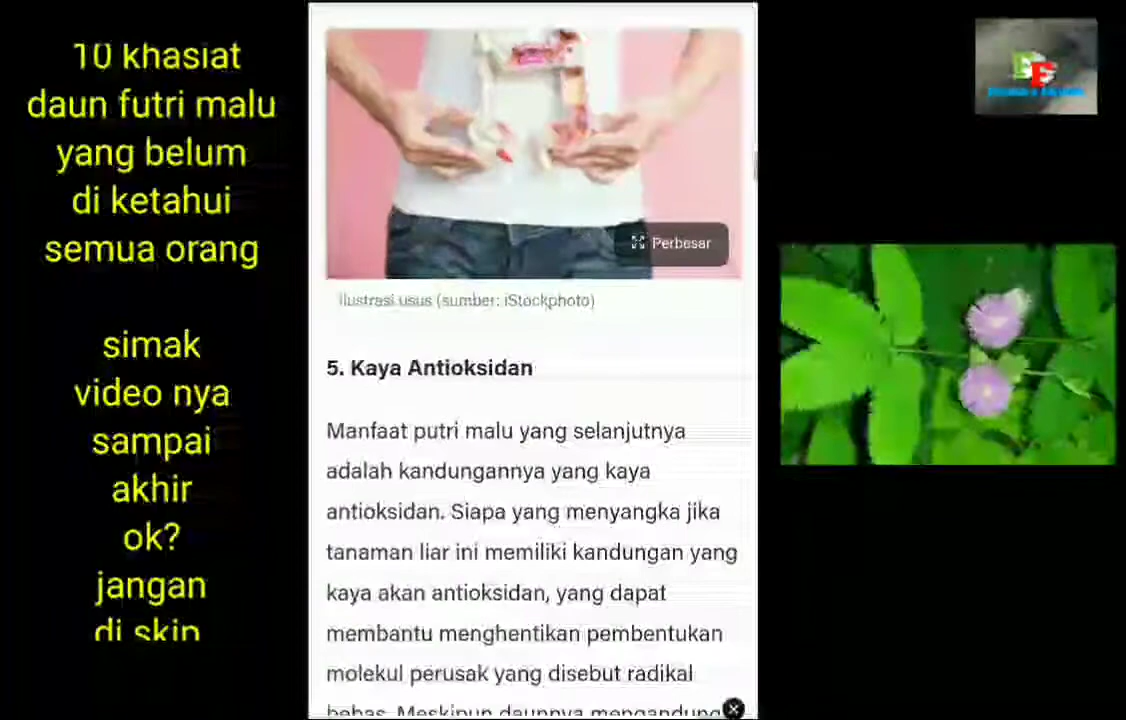 10 khasiat
daun futri malu
yang belum
di ketahui
semua orang
simak
video nya
sampai
akhir
ok?
jangan
di skip
Perbesar
Ilustrasi usus (sumber: iStockphoto)
5. Kaya Antioksidan
Manfaat putri malu yang selanjutnya
adalah kandungannya yang kaya
antioksidan. Siapa yang menyangka jika
tanaman liar ini memiliki kandungan yang
kaya akan antioksidan, yang dapat
membantu menghentikan pembentukan
molekul perusak yang disebut radikal
bebas. Meskipun daunnya mengandung